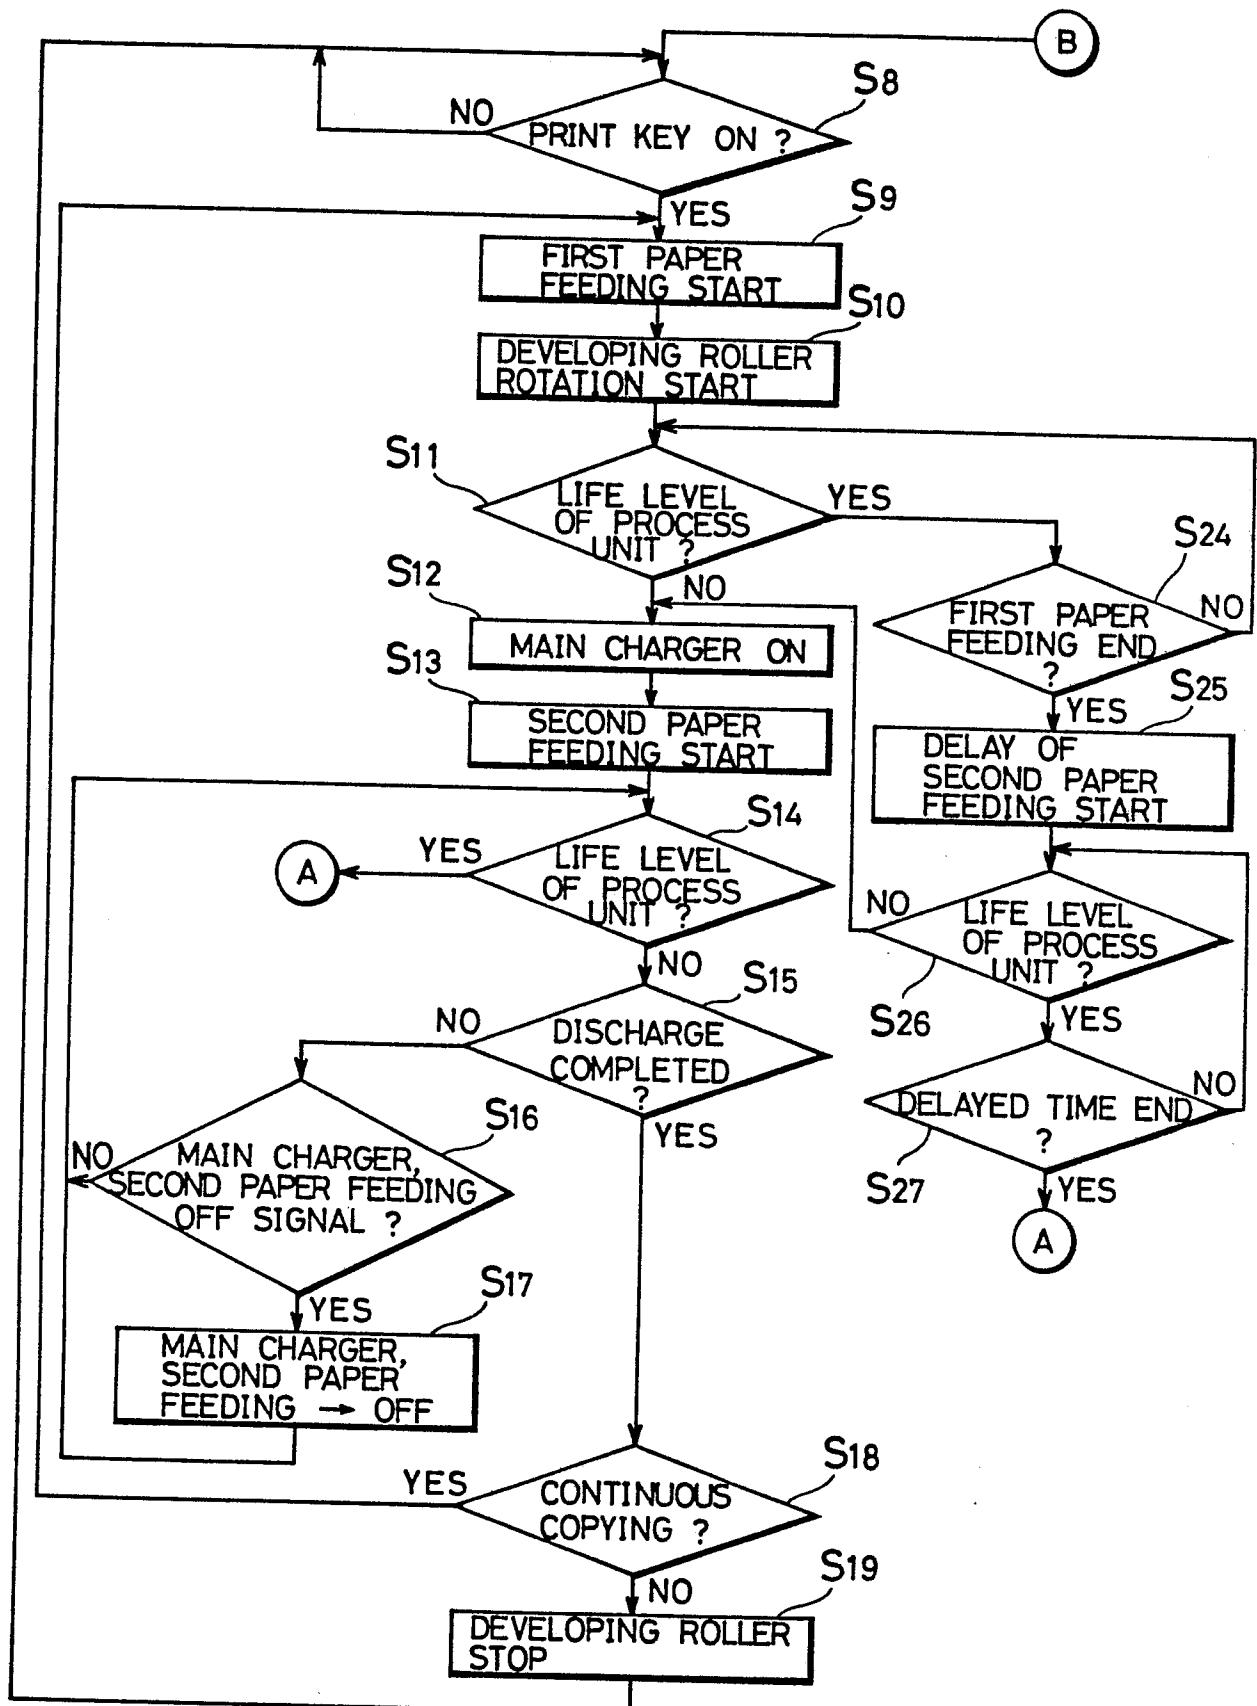 B
S8
NO
PRINT KEY ON ?
YES
S9
FIRST PAPER
FEEDING START
S10
DEVELOPING ROLLER
ROTATION START
S11
LIFE LEVEL
OF PROCESS
UNIT ?
YES
NO
S12
MAIN CHARGER ON
S13
SECOND PAPER
FEEDING START
S24
FIRST PAPER
FEEDING END
?
NO
YES
S25
DELAY OF
SECOND PAPER
FEEDING START
S14
YES
A
LIFE LEVEL
OF PROCESS
UNIT ?
NO
NO
LIFE LEVEL
OF PROCESS
UNIT ?
S26
YES
S15
NO
DISCHARGE
COMPLETED
?
YES
DELAYED TIME END
?
NO
S27
YES
A
S16
NO
MAIN CHARGER,
SECOND PAPER FEEDING
OFF SIGNAL ?
YES
S17
MAIN CHARGER,
SECOND PAPER
FEEDING → OFF
S18
YES
CONTINUOUS
COPYING ?
NO
S19
DEVELOPING ROLLER
STOP